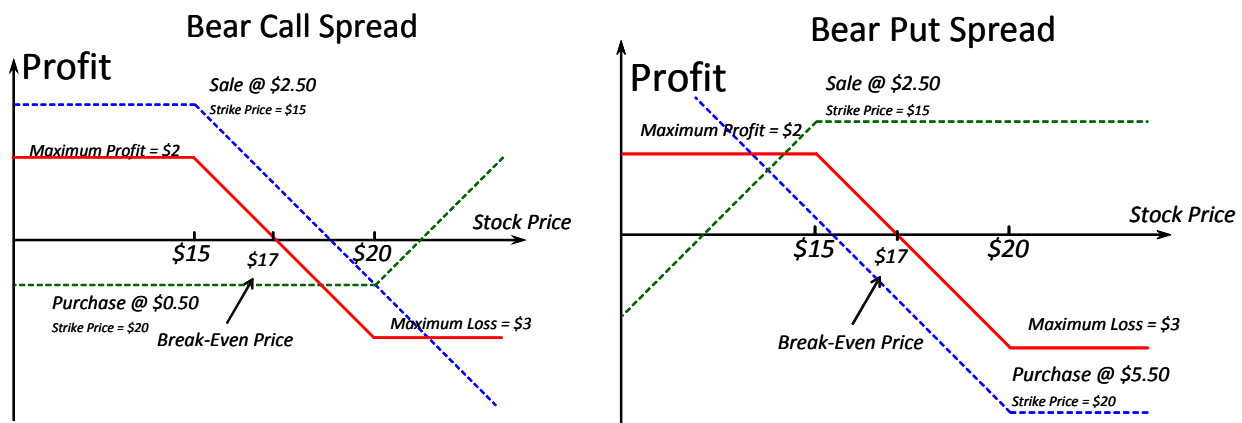 Bear Call Spread
Profit
Sale @ $2.50
Strike Price = $15
Maximum Profit = $2
Stock Price
$15
$17
$20
Purchase @ $0.50
Strike Price = $20
Break-Even Price
Maximum Loss = $3
Bear Put Spread
Profit
Sale @ $2.50
Strike Price = $15
Maximum Profit = $2
Stock Price
$15
$17
$20
Break-Even Price
Maximum Loss = $3
Purchase @ $5.50
Strike Price = $20